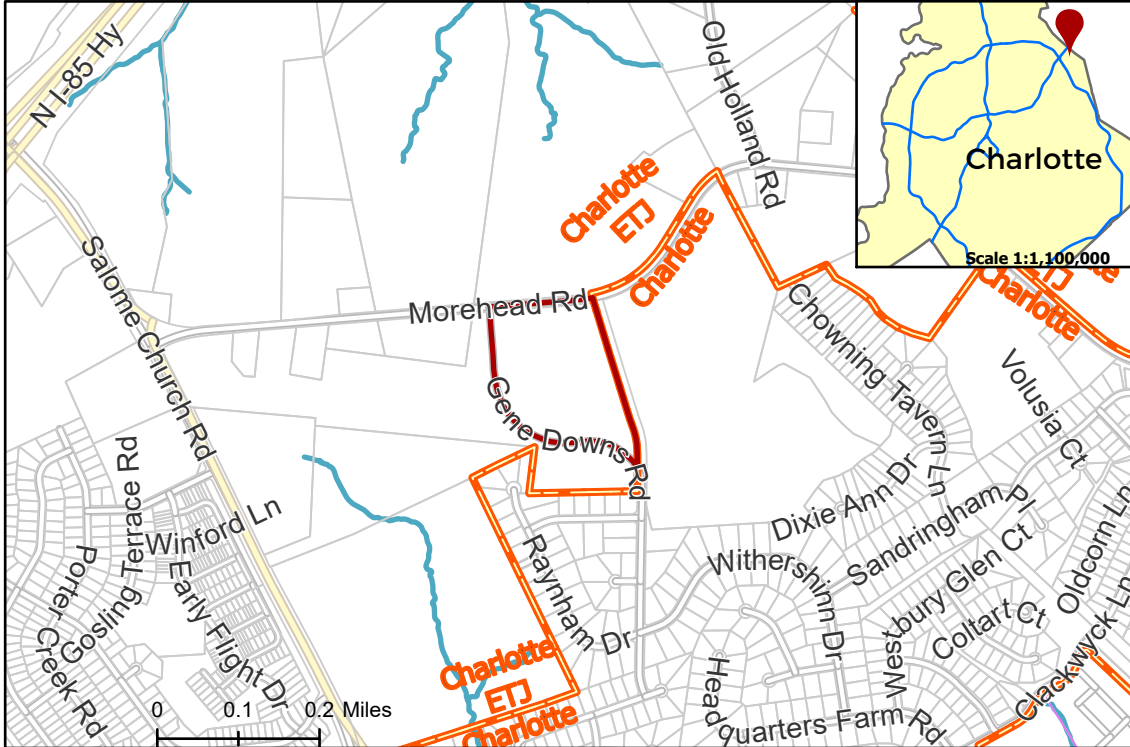 N I-85 Hy
Old Holland Rd
Charlotte
Scale 1:1,100,000
Charlotte
ETJ
Charlotte
ETJ
Charlotte
Salome Church Rd
Morehead Rd
Chowning Tavern Ln
Volusia Ct
Gene Downs Rd
Gosling Terrace Rd
Winford Ln
Dixie Ann Dr
Sandringham Pl
Oldcorn Ln
Porter Creek Rd
Early Flight Dr
Raynham Dr
Withershinn Dr
Westbury Glen Ct
Coltart Ct
Clackwyck Ln
Charlotte
ETJ
Charlotte
Headquarters Farm Rd
0 0.1 0.2 Miles